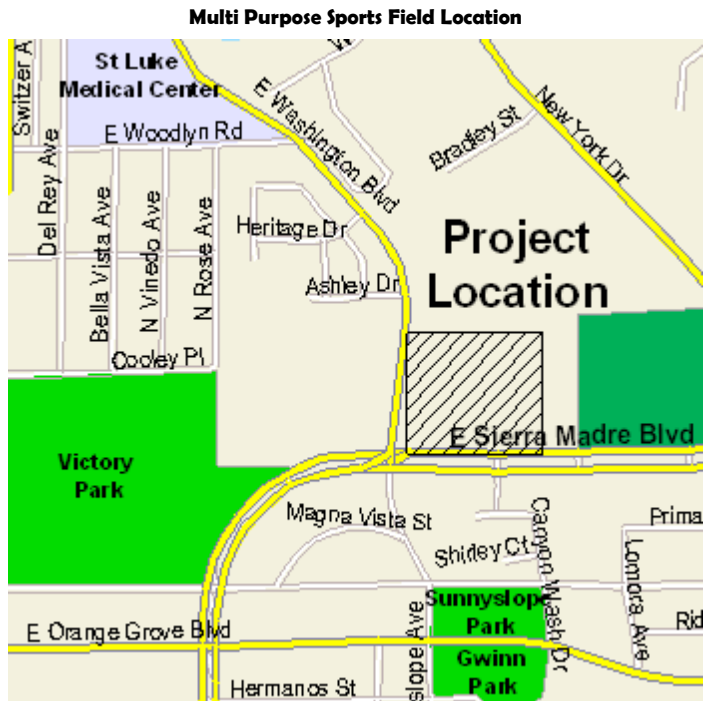 Multi Purpose Sports Field Location
Switzer A
St Luke
Medical Center
E Washington Blvd
New York Dr
Bradley St
E Woodlyn Rd
Del Rey Ave
Bella Vista Ave
N Vinedo Ave
N Rose Ave
Heritage Dr
Project
Location
Ashley Dr
Cooley Pl
E Sierra Madre Blvd
Victory
Park
Magna Vista St
Canyon Wash Dr
Prima
Shirley Ct
Lomora Ave
Sunnyslope
Park
E Orange Grove Blvd
slope Ave
Rid
Gwinn
Park
Hermanos St